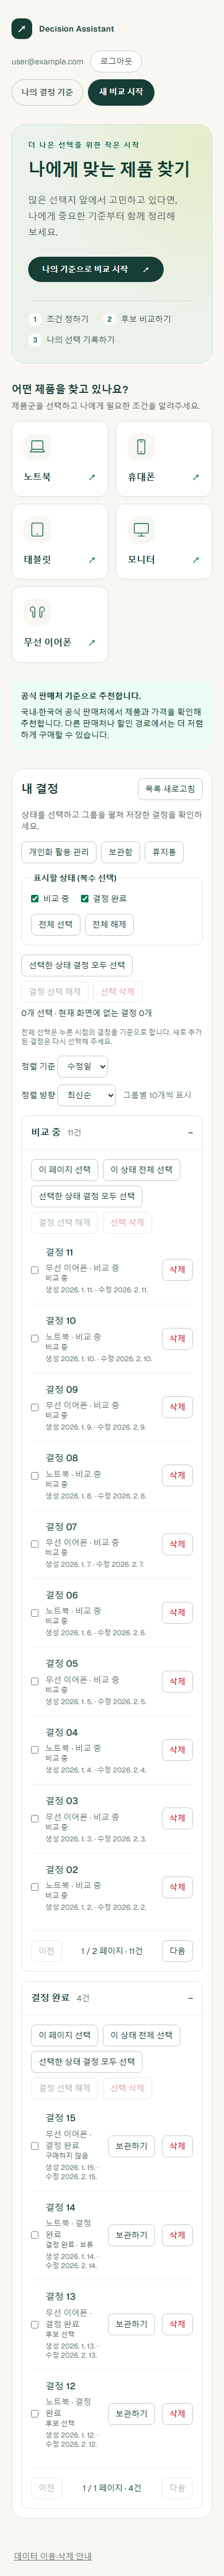 Decision Assistant
user@example.com 로그아웃
나의 결정 기준 새 비교 시작
더 나은 선택을 위한 작은 시작
나에게 맞는 제품 찾기
많은 선택지 앞에서 고민하고 있다면,
나에게 중요한 기준부터 함께 정리해
보세요.
나의 기준으로 비교 시작 ↗
1 조건 정하기 2 후보 비교하기
3 나의 선택 기록하기
어떤 제품을 찾고 있나요?
제품군을 선택하고 나에게 필요한 조건을 알려주세요.
노트북 ↗ 휴대폰 ↗
태블릿 ↗ 모니터 ↗
무선 이어폰 ↗
공식 판매처 기준으로 추천합니다.
국내·한국어 공식 판매처에서 제품과 가격을 확인해
추천합니다. 다른 판매처나 할인 경로에서는 더 저렴
하게 구매할 수 있습니다.
내 결정 목록 새로고침
상태를 선택하고 그룹을 펼쳐 저장한 결정을 확인하
세요.
개인화 활용 관리 보관함 휴지통
표시할 상태 (복수 선택)
비교 중 결정 완료
전체 선택 전체 해제
선택한 상태 결정 모두 선택
결정 선택 해제 선택 삭제
0개 선택 · 현재 화면에 없는 결정 0개
전체 선택은 누른 시점의 결정을 기준으로 합니다. 새로 추가
된 결정은 다시 선택해 주세요.
정렬 기준 수정일
정렬 방향 최신순 그룹별 10개씩 표시
비교 중 11건 −
이 페이지 선택 이 상태 전체 선택
선택한 상태 결정 모두 선택
결정 선택 해제 선택 삭제
결정 11
무선 이어폰 · 비교 중
비교 중
생성 2026. 1. 11. · 수정 2026. 2. 11.
삭제
결정 10
노트북 · 비교 중
비교 중
생성 2026. 1. 10. · 수정 2026. 2. 10.
삭제
결정 09
무선 이어폰 · 비교 중
비교 중
생성 2026. 1. 9. · 수정 2026. 2. 9.
삭제
결정 08
노트북 · 비교 중
비교 중
생성 2026. 1. 8. · 수정 2026. 2. 8.
삭제
결정 07
무선 이어폰 · 비교 중
비교 중
생성 2026. 1. 7. · 수정 2026. 2. 7.
삭제
결정 06
노트북 · 비교 중
비교 중
생성 2026. 1. 6. · 수정 2026. 2. 6.
삭제
결정 05
무선 이어폰 · 비교 중
비교 중
생성 2026. 1. 5. · 수정 2026. 2. 5.
삭제
결정 04
노트북 · 비교 중
비교 중
생성 2026. 1. 4. · 수정 2026. 2. 4.
삭제
결정 03
무선 이어폰 · 비교 중
비교 중
생성 2026. 1. 3. · 수정 2026. 2. 3.
삭제
결정 02
노트북 · 비교 중
비교 중
생성 2026. 1. 2. · 수정 2026. 2. 2.
삭제
이전 1 / 2 페이지 · 11건 다음
결정 완료 4건 −
이 페이지 선택 이 상태 전체 선택
선택한 상태 결정 모두 선택
결정 선택 해제 선택 삭제
결정 15
무선 이어폰 ·
결정 완료
구매하지 않음
생성 2026. 1. 15. ·
수정 2026. 2. 15.
보관하기 삭제
결정 14
노트북 · 결정
완료
결정 완료 · 보류
생성 2026. 1. 14. ·
수정 2026. 2. 14.
보관하기 삭제
결정 13
무선 이어폰 ·
결정 완료
후보 선택
생성 2026. 1. 13. ·
수정 2026. 2. 13.
보관하기 삭제
결정 12
노트북 · 결정
완료
후보 선택
생성 2026. 1. 12. ·
수정 2026. 2. 12.
보관하기 삭제
이전 1 / 1 페이지 · 4건 다음
데이터 이용·삭제 안내